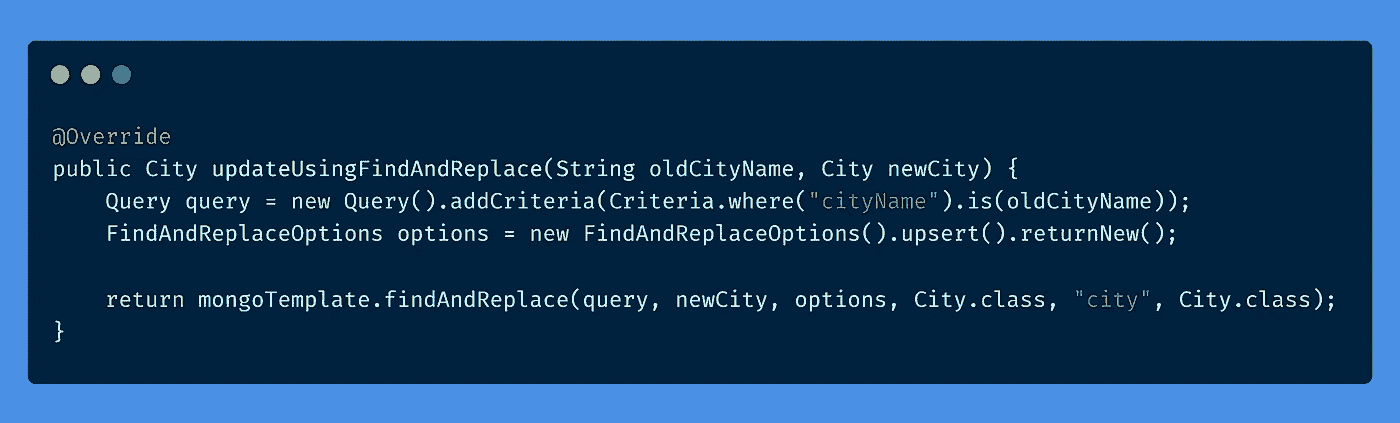 @Override
public City updateUsingFindAndReplace(String oldCityName, City newCity) {
    Query query = new Query().addCriteria(Criteria.where("cityName").is(oldCityName));
    FindAndReplaceOptions options = new FindAndReplaceOptions().upsert().returnNew();
    return mongoTemplate.findAndReplace(query, newCity, options, City.class, "city", City.class);
}